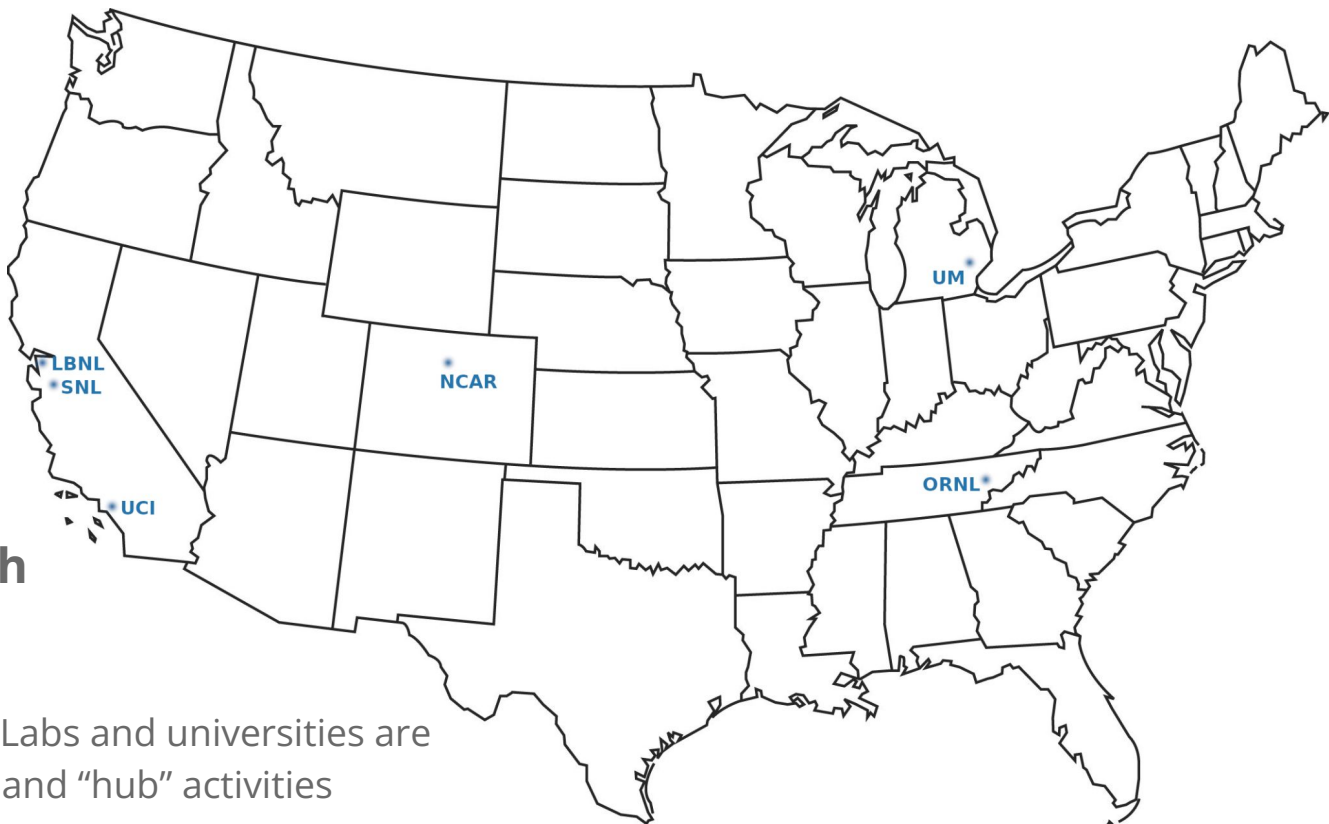 UM
LBNL
SNL
NCAR
ORNL
UCI
h
Labs and universities are
and “hub” activities